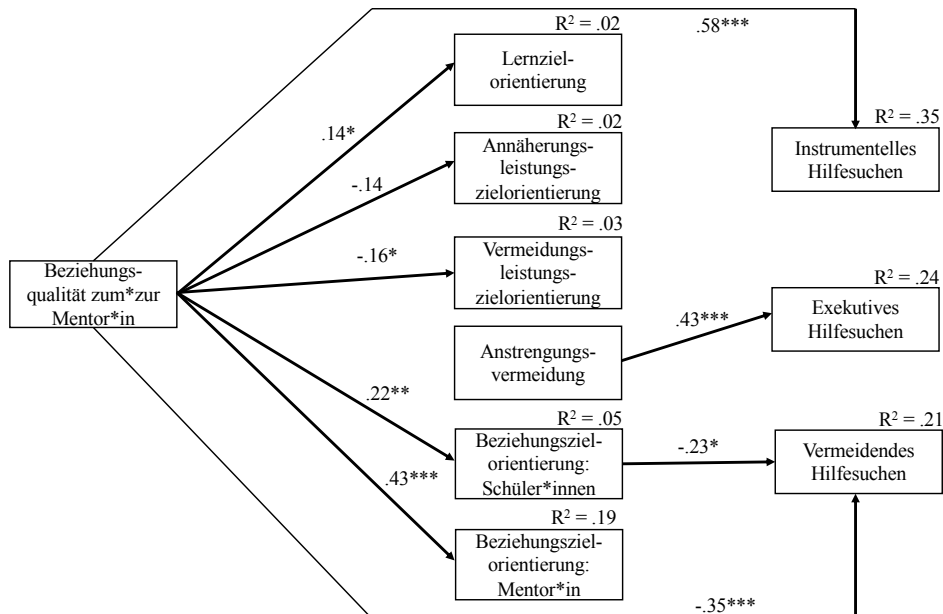 R² = .02
.58***
Lernziel-
orientierung
.14*
R² = .02
Annäherungs-
leistungs-
zielorientierung
R² = .35
Instrumentelles
Hilfesuchen
-.14
R² = .03
Vermeidungs-
leistungs-
zielorientierung
-.16*
Beziehungs-
qualität zum*zur
Mentor*in
R² = .24
Exekutives
Hilfesuchen
.43***
Anstrengungs-
vermeidung
.22**
R² = .05
Beziehungsziel-
orientierung:
Schüler*innen
-.23*
R² = .21
Vermeidendes
Hilfesuchen
.43***
R² = .19
Beziehungsziel-
orientierung:
Mentor*in
-.35***